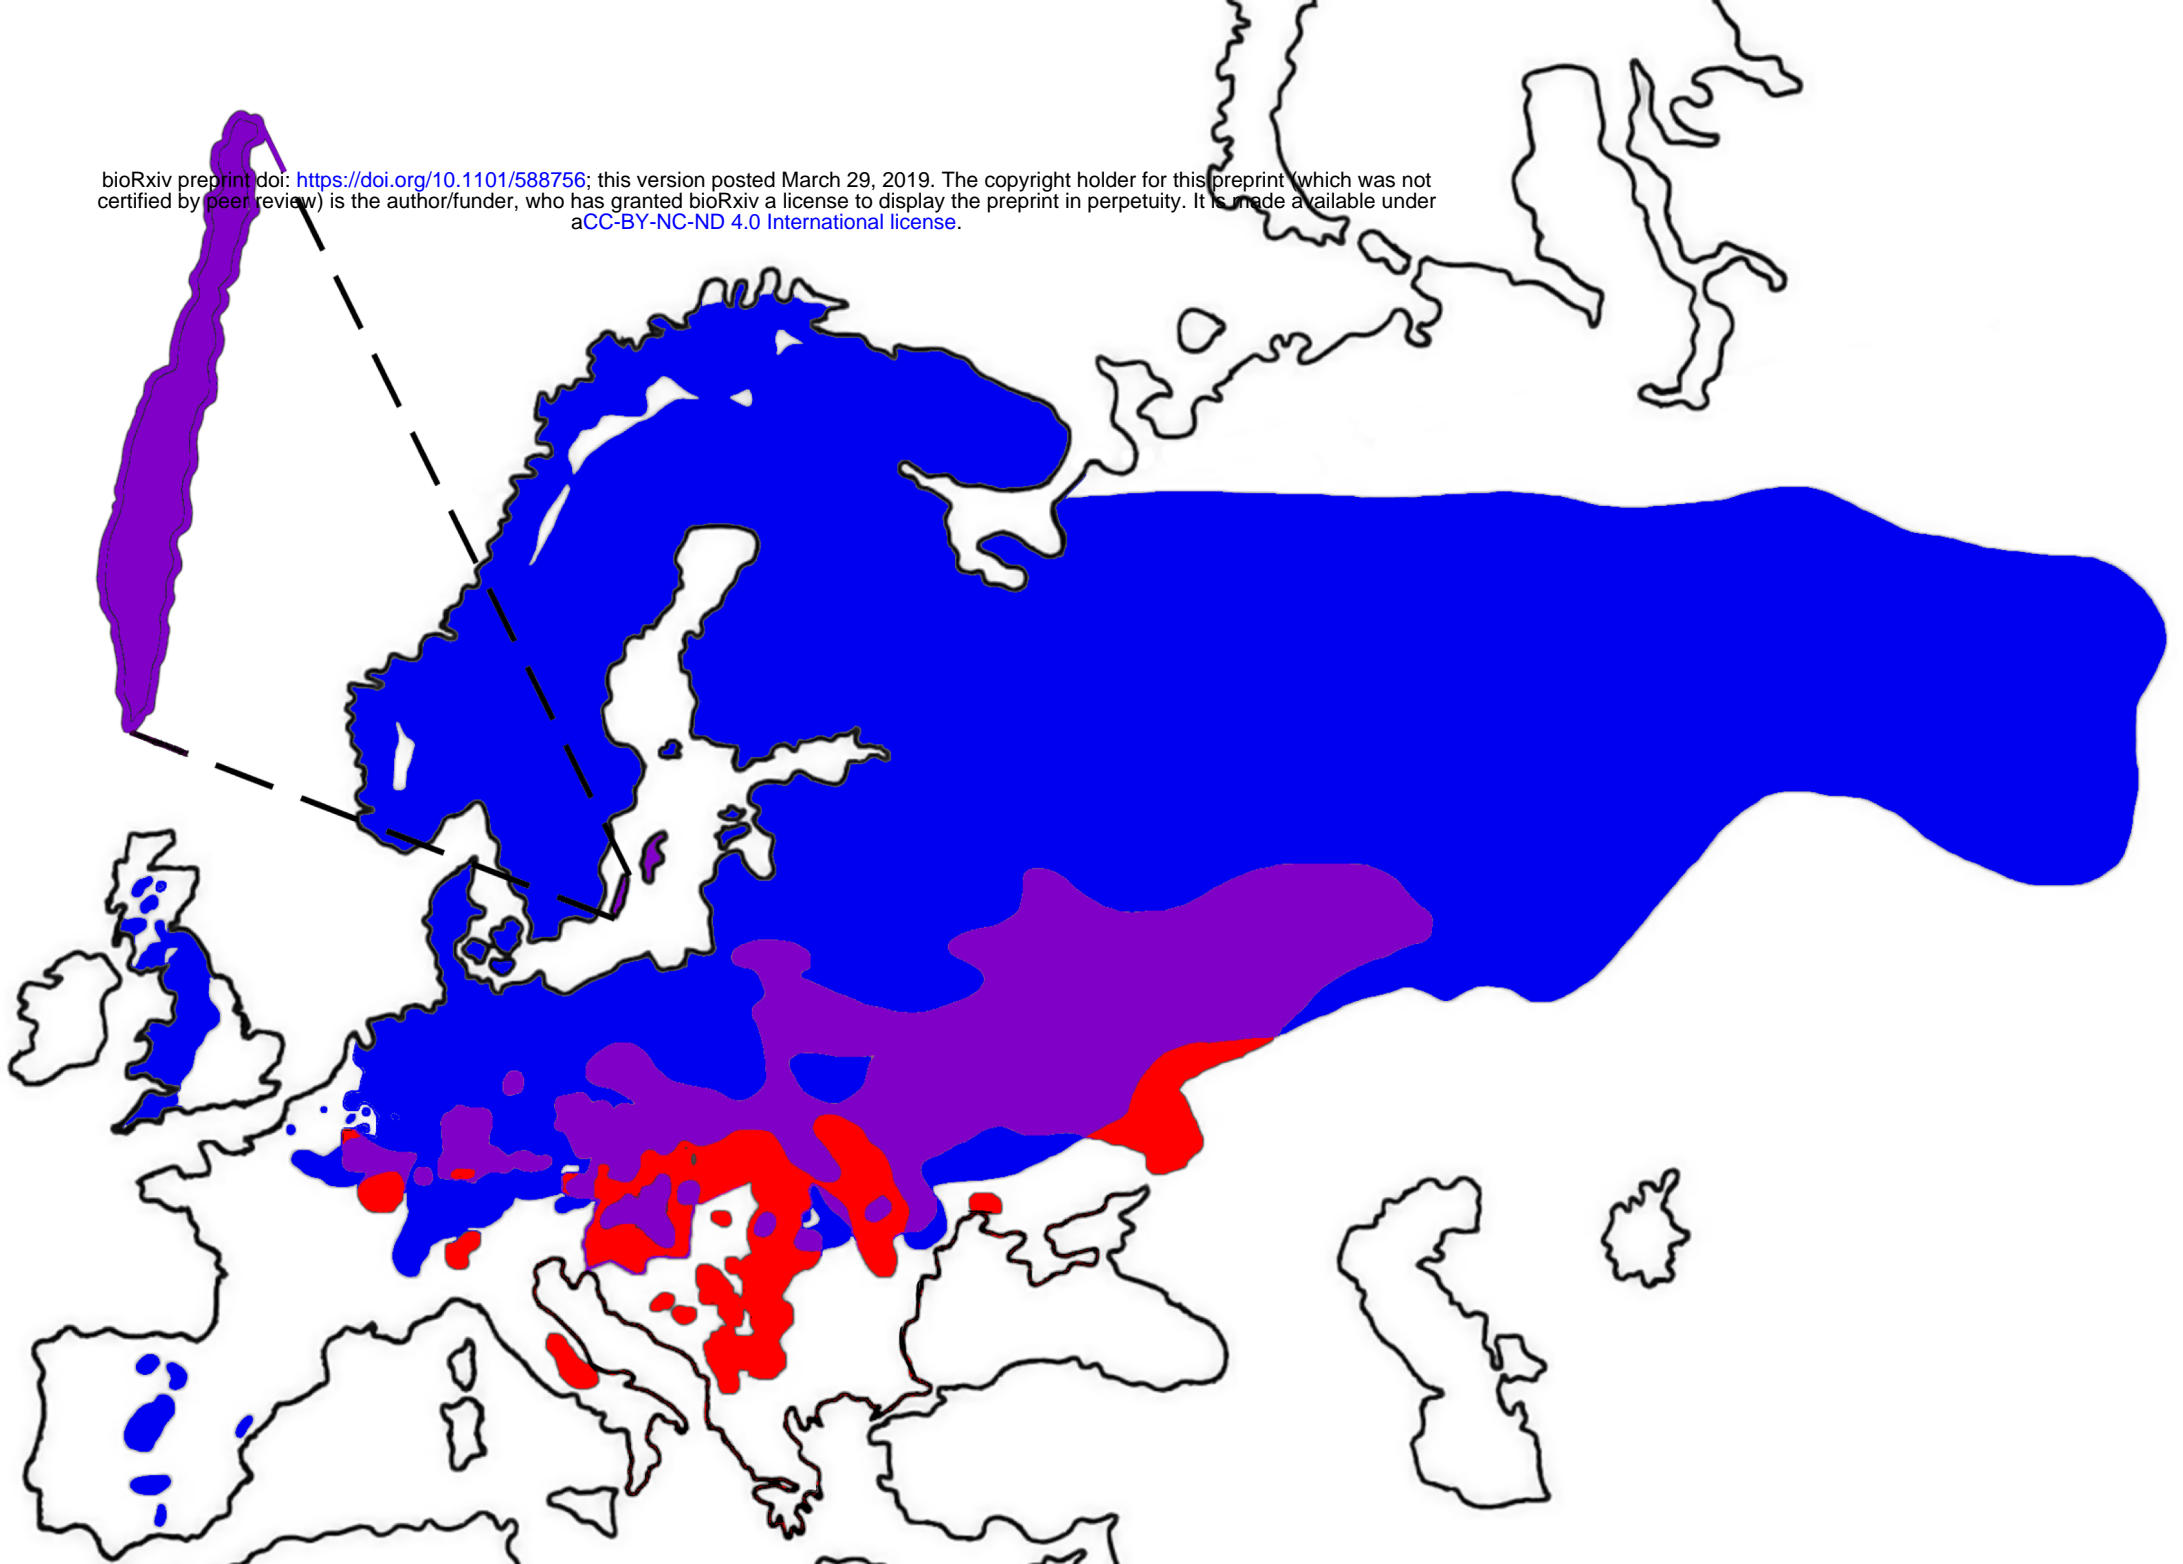 bioRxiv preprint doi: https://doi.org/10.1101/588756; this version posted March 29, 2019. The copyright holder for this preprint (which was not
certified by peer review) is the author/funder, who has granted bioRxiv a license to display the preprint in perpetuity. It is made available under
aCC-BY-NC-ND 4.0 International license.